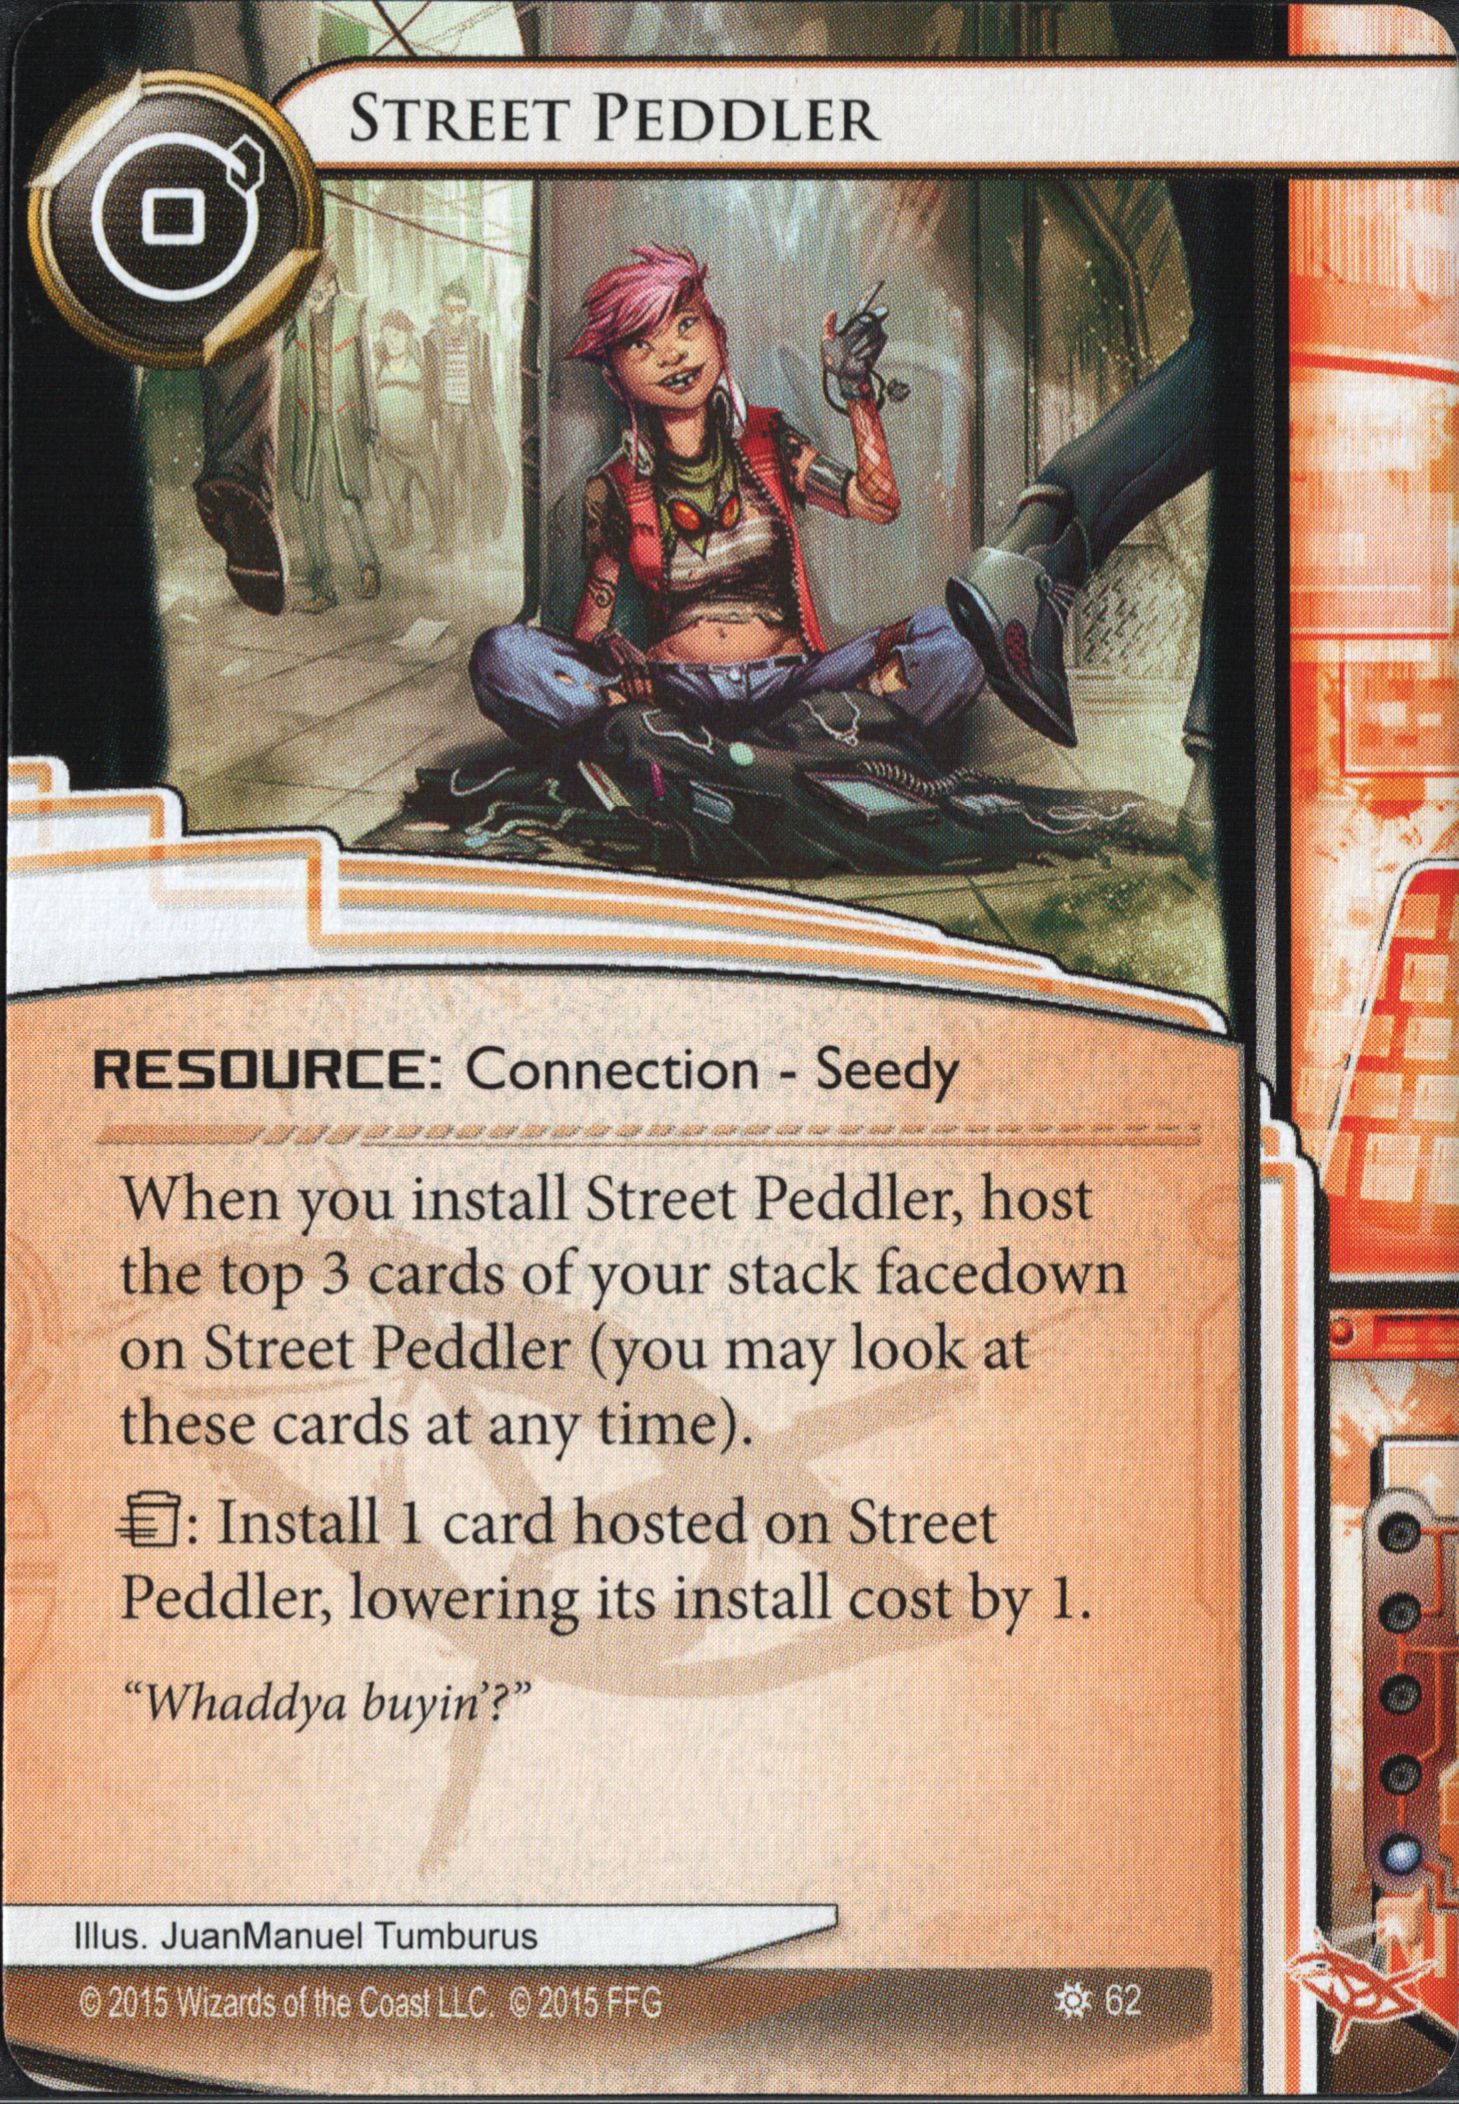 STREET PEDDLER
0
RESOURCE: Connection - Seedy
When you install Street Peddler, host
the top 3 cards of your stack facedown
on Street Peddler (you may look at
these cards at any time).
: Install 1 card hosted on Street
Peddler, lowering its install cost by 1.
“Whaddya buyin’?”
Illus. JuanManuel Tumburus
© 2015 Wizards of the Coast LLC. © 2015 FFG
62